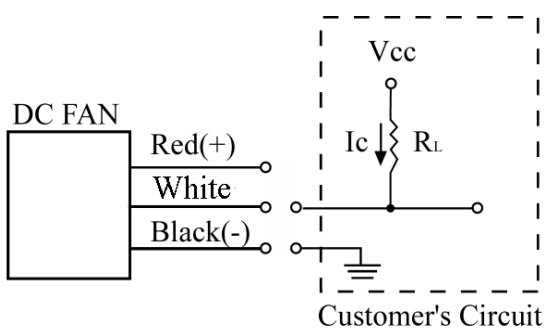 Vcc
DC FAN
Red(+)
Ic
RL
White
Black(-)
Customer's Circuit